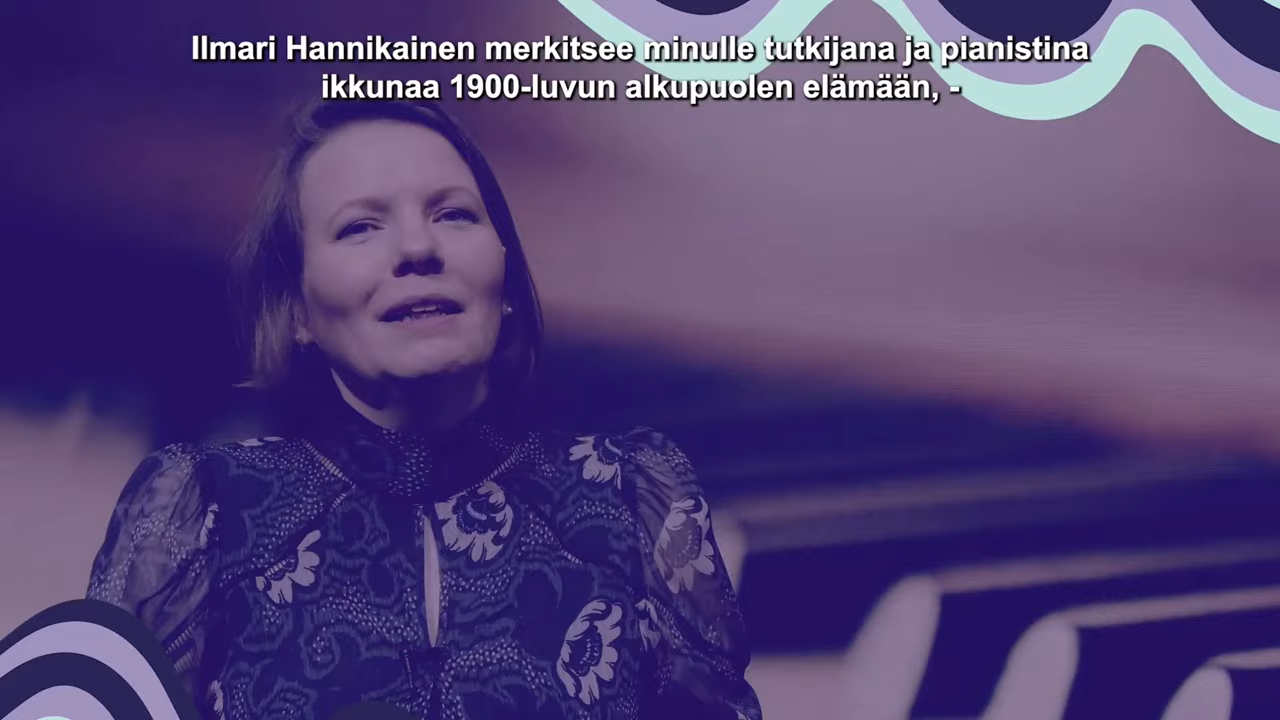 Ilmari Hannikainen merkitsee minulle tutkijana ja pianistina
ikkunaa 1900-luvun alkupuolen elämään, -